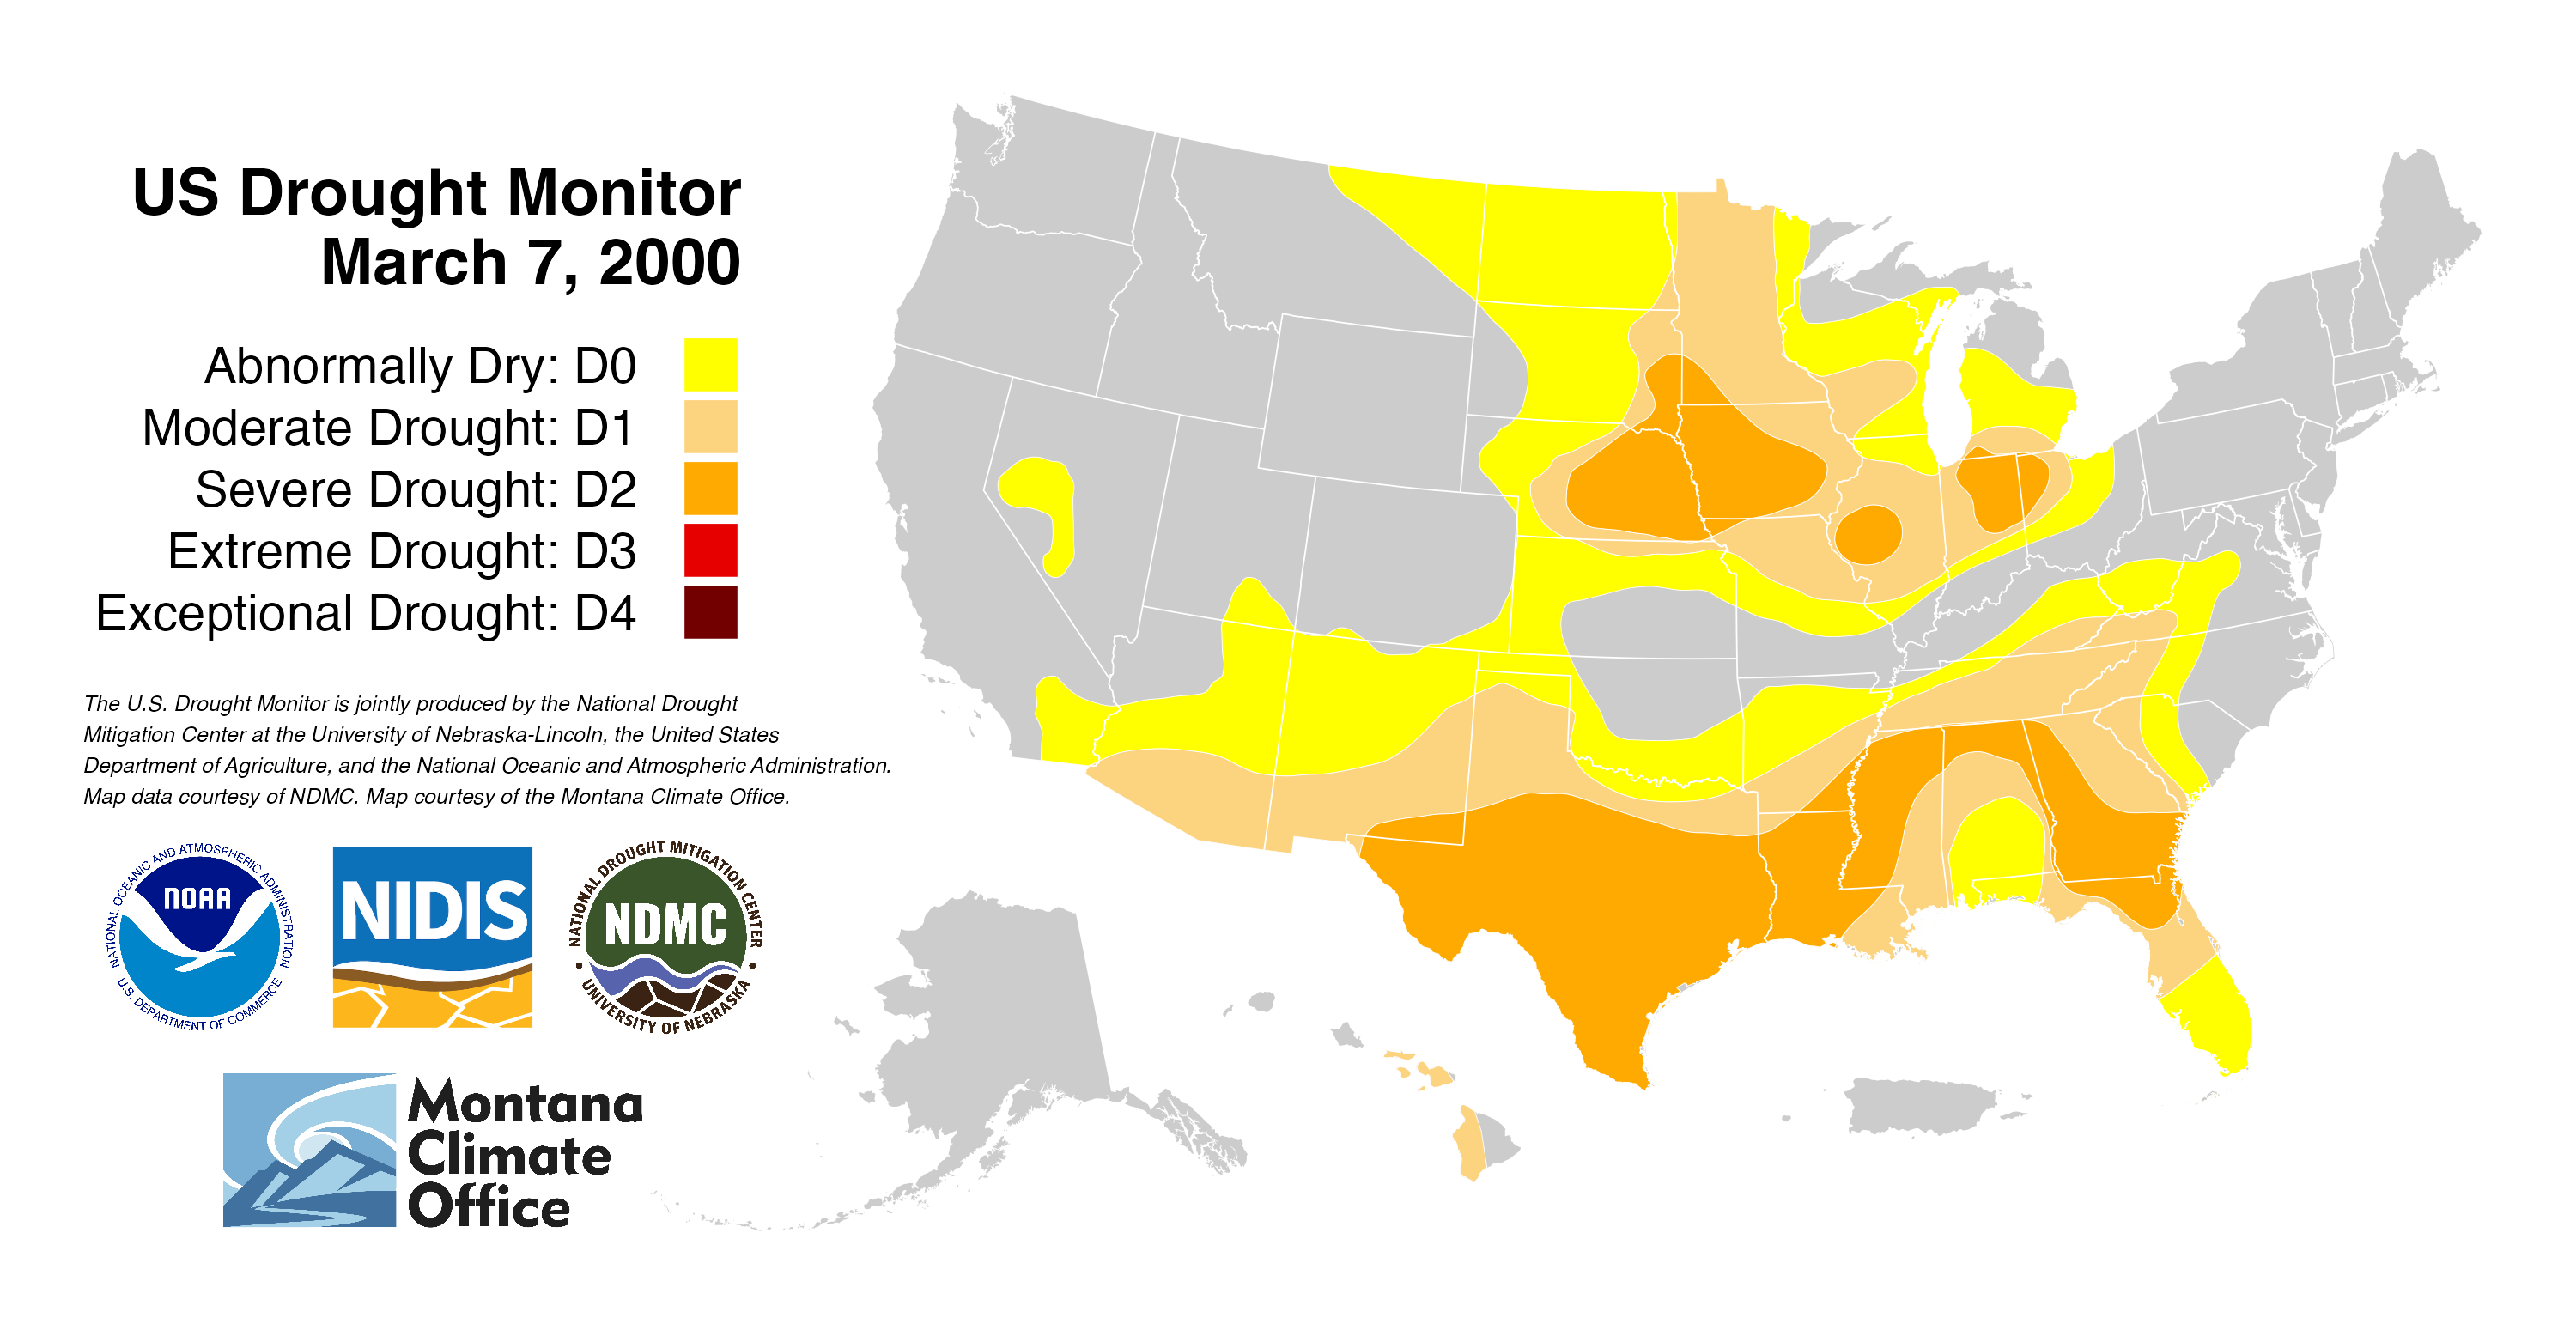 US Drought Monitor
March 7, 2000
Abnormally Dry: D0
Moderate Drought: D1
Severe Drought: D2
Extreme Drought: D3
Exceptional Drought: D4
The U.S. Drought Monitor is jointly produced by the National Drought
Mitigation Center at the University of Nebraska-Lincoln, the United States
Department of Agriculture, and the National Oceanic and Atmospheric Administration.
Map data courtesy of NDMC. Map courtesy of the Montana Climate Office.
NATIONAL OCEANIC AND ATMOSPHERIC ADMINISTRATION
NOAA
U.S. DEPARTMENT OF COMMERCE
NIDIS
NATIONAL DROUGHT MITIGATION CENTER
NDMC
UNIVERSITY OF NEBRASKA
Montana
Climate
Office